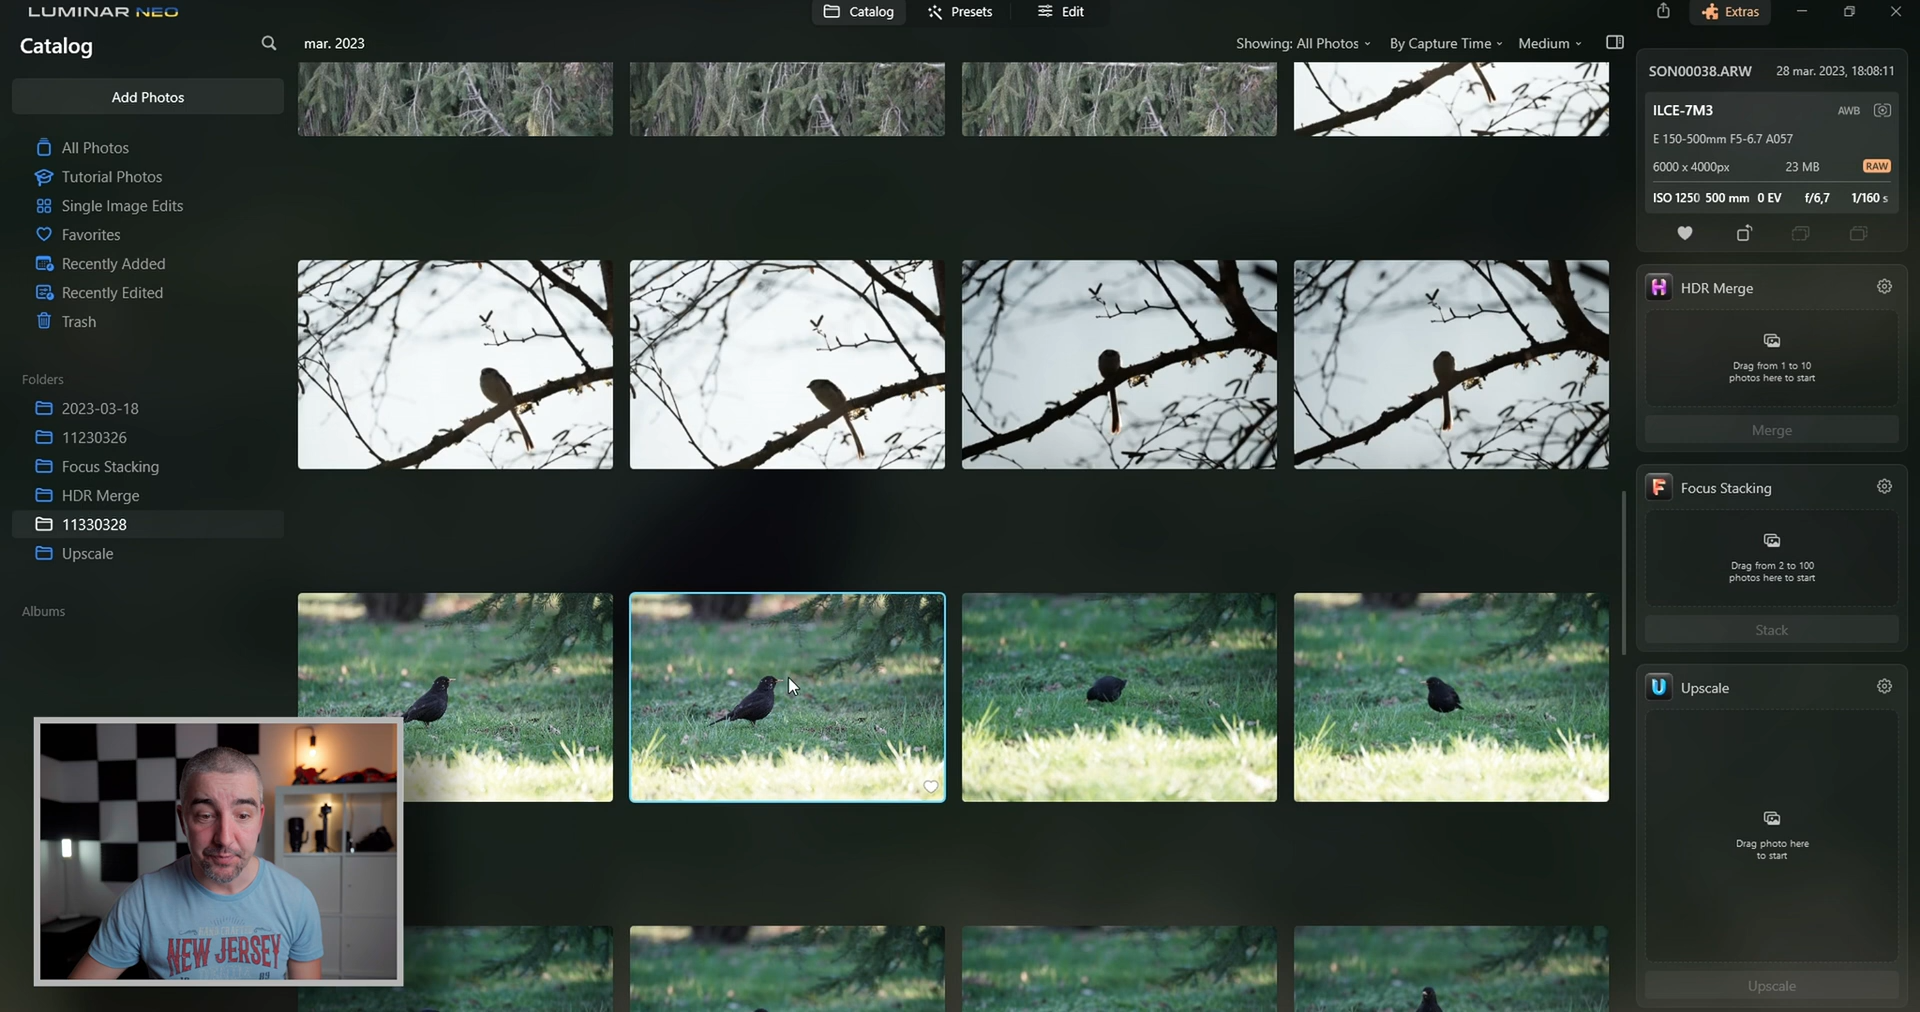 LUMINAR NEO
Catalog
Presets
Edit
Extras
Catalog
mar. 2023
Showing: All Photos
By Capture Time
Medium
Add Photos
All Photos
Tutorial Photos
Single Image Edits
Favorites
Recently Added
Recently Edited
Trash
Folders
2023-03-18
11230326
Focus Stacking
HDR Merge
11330328
Upscale
Albums
SON00038.ARW
28 mar. 2023, 18:08:11
ILCE-7M3
AWB
E 150-500mm F5-6.7 A057
6000 x 4000px
23 MB
RAW
ISO 1250 500 mm 0 EV f/6,7 1/160 s
HDR Merge
Drag from 1 to 10
photos here to start
Merge
Focus Stacking
Drag from 2 to 100
photos here to start
Stack
Upscale
Drag photo here
to start
Upscale
NEW JERSEY
89